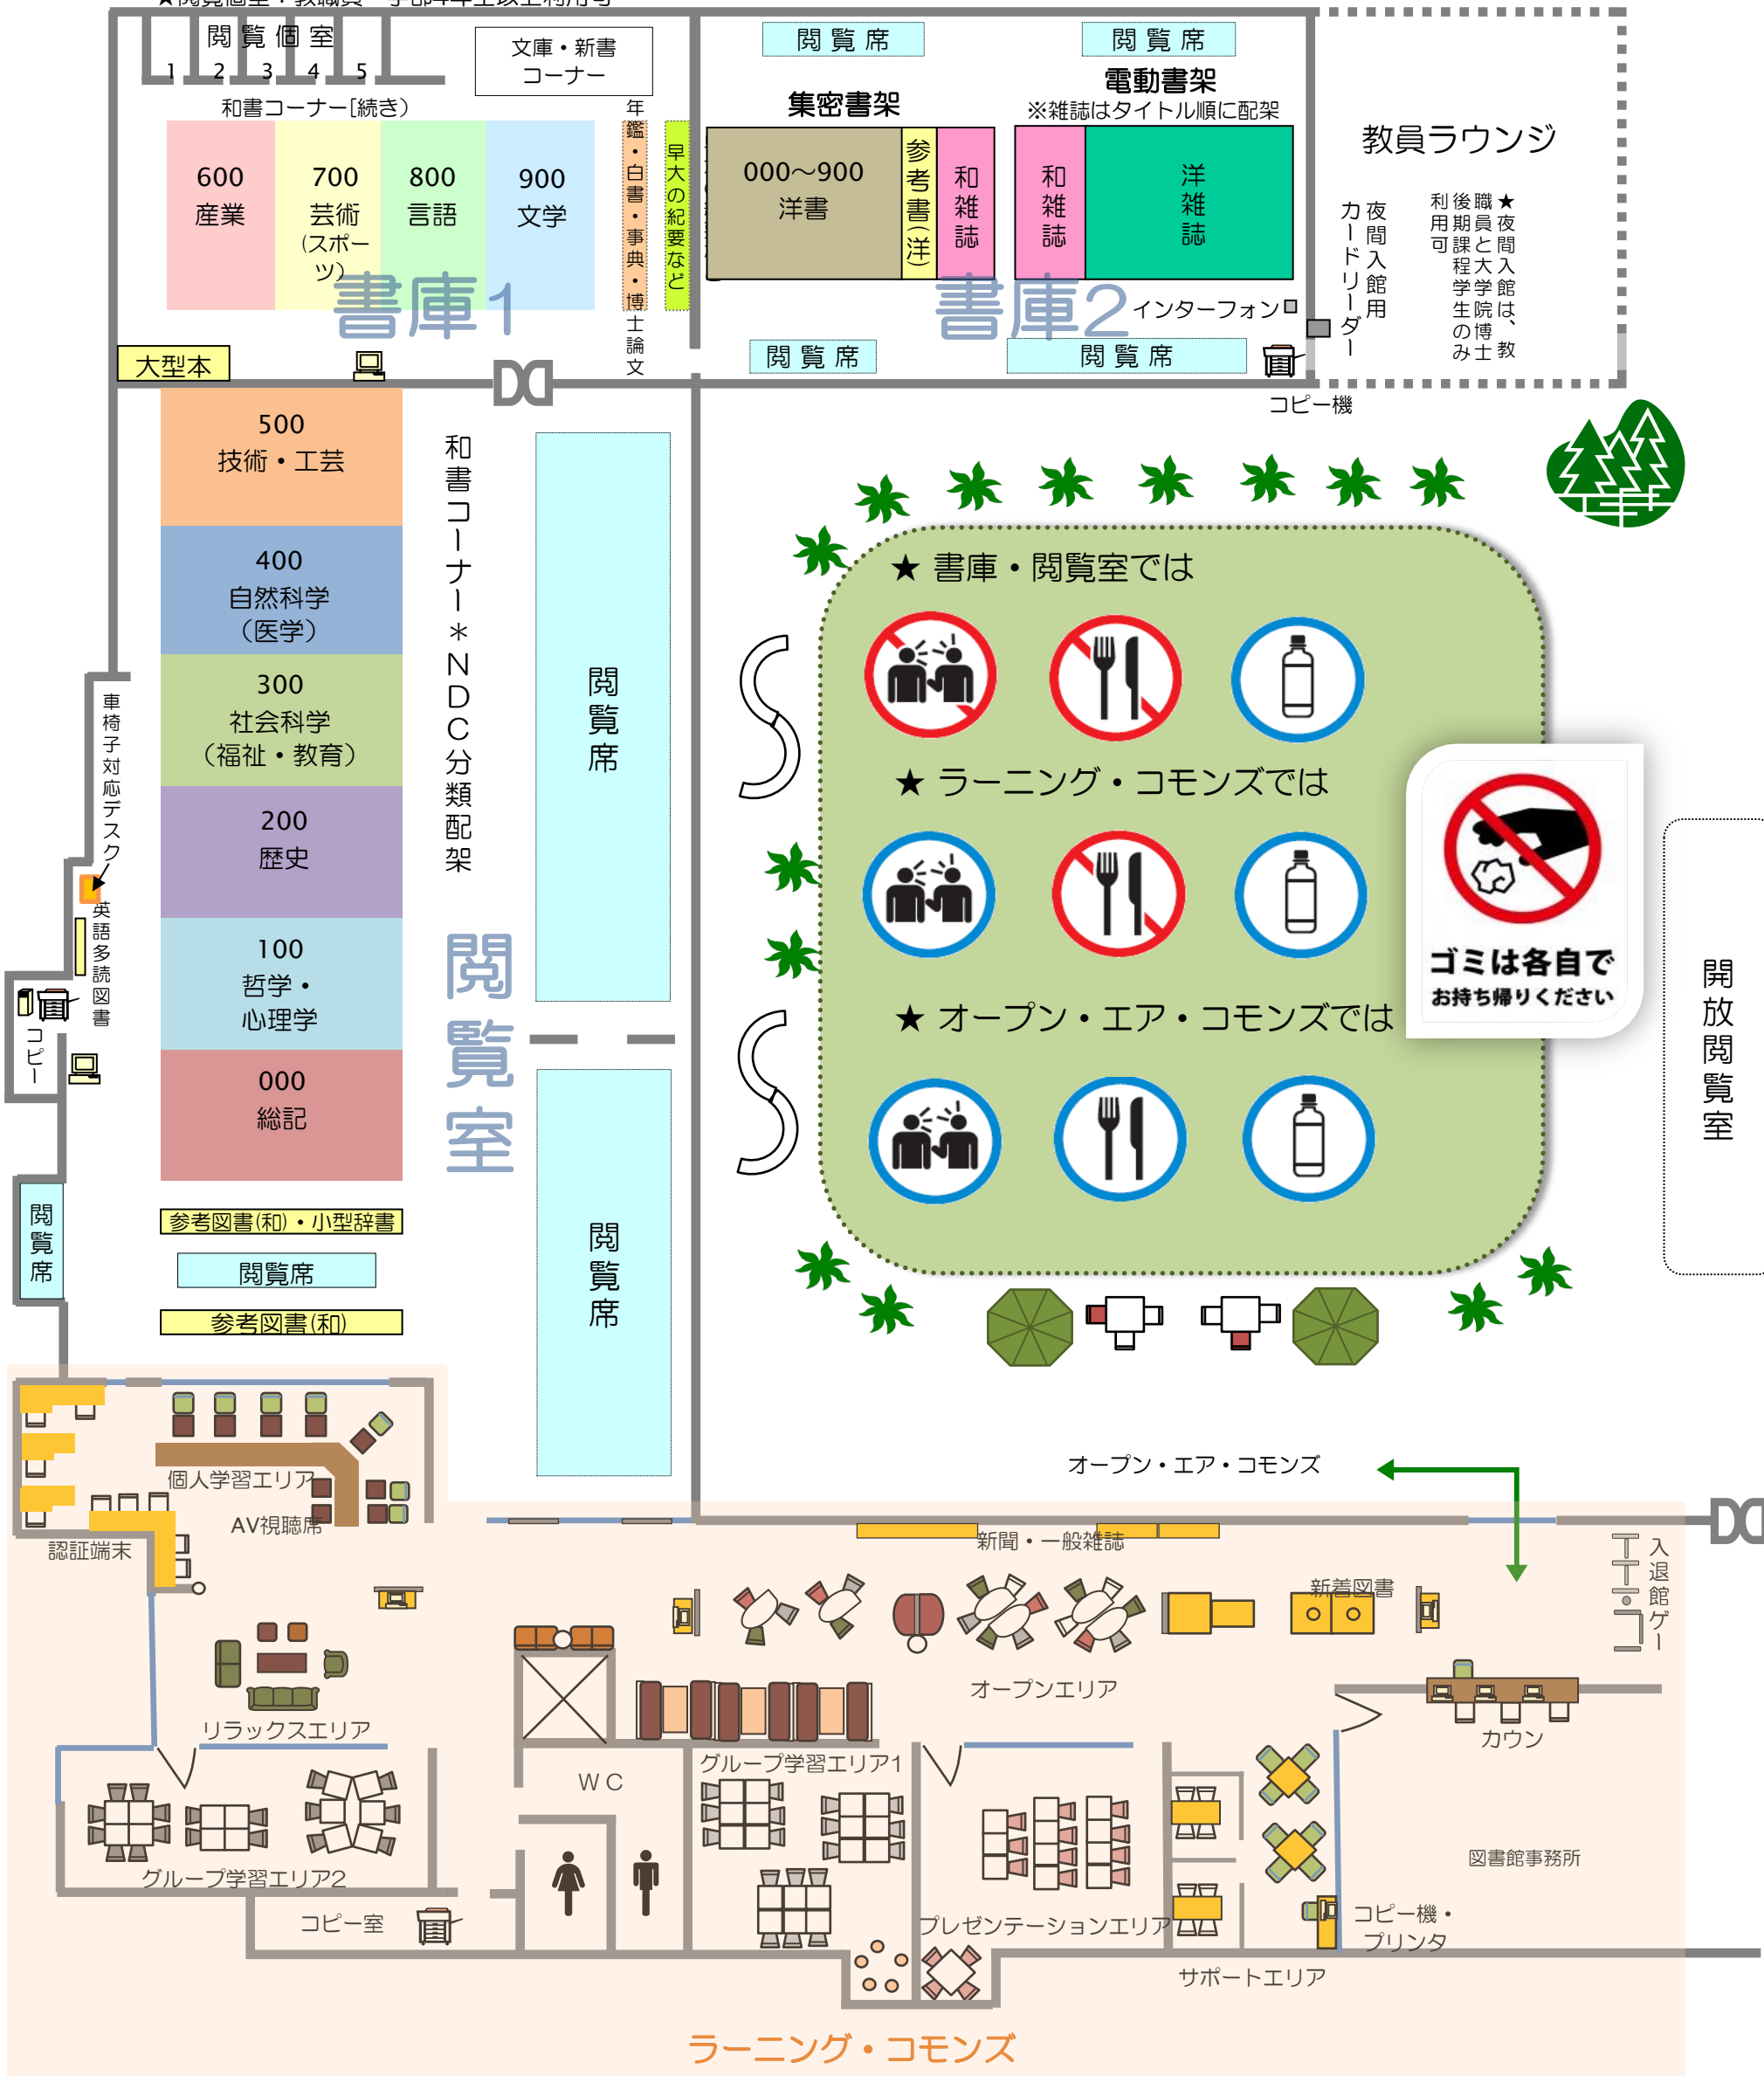 閲覧個室
1 2 3 4 5
文庫・新書
コーナー
和書コーナー[続き）
600
産業
700
芸術
(スポー
ツ）
800
言語
900
文学
年鑑・白書・事典・博士論文
早大の紀要など
書庫1
大型本
閲覧席
閲覧席
集密書架
電動書架
※雑誌はタイトル順に配架
000～900
洋書
参考書(洋)
和雑誌
和雑誌
洋雑誌
書庫2
インターフォン
閲覧席
閲覧席
コピー機
教員ラウンジ
夜間入館用
カードリーダー
★夜間入館は、教
職員と大学院博士
後期課程学生のみ
利用可
500
技術・工芸
400
自然科学
（医学）
300
社会科学
（福祉・教育）
200
歴史
100
哲学・
心理学
000
総記
和書コーナー＊ＮＤＣ分類配架
閲覧室
閲覧席
閲覧席
車椅子対応デスク
英語多読図書
コピー
閲覧席
参考図書(和)・小型辞書
閲覧席
参考図書(和)
★ 書庫・閲覧室では
★ ラーニング・コモンズでは
★ オープン・エア・コモンズでは
ゴミは各自で
お持ち帰りください
開放閲覧室
オープン・エア・コモンズ
個人学習エリア
AV視聴席
認証端末
新聞・一般雑誌
新着図書
入退館ゲー
リラックスエリア
オープンエリア
カウン
グループ学習エリア1
ＷＣ
グループ学習エリア2
図書館事務所
コピー室
プレゼンテーションエリア
コピー機・
プリンタ
サポートエリア
ラーニング・コモンズ